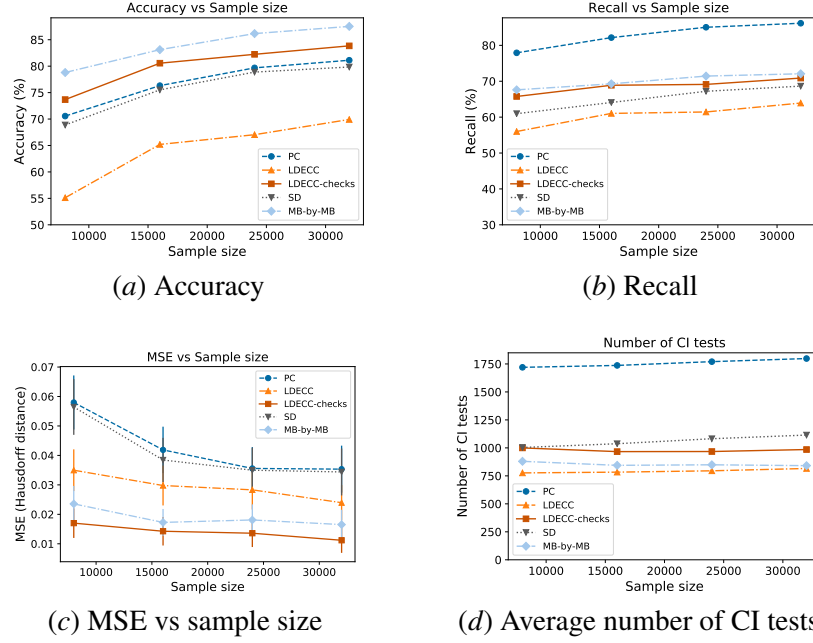 Accuracy vs Sample size
Accuracy (%)
85
80
75
70
65
60
55
50
PC
LDECC
LDECC-checks
SD
MB-by-MB
10000 15000 20000 25000 30000
Sample size
(a) Accuracy
Recall vs Sample size
Recall (%)
80
70
60
50
40
30
PC
LDECC
LDECC-checks
SD
MB-by-MB
10000 15000 20000 25000 30000
Sample size
(b) Recall
MSE vs Sample size
MSE (Hausdorff distance)
0.07
0.06
0.05
0.04
0.03
0.02
0.01
PC
LDECC
LDECC-checks
SD
MB-by-MB
10000 15000 20000 25000 30000
Sample size
(c) MSE vs sample size
Number of CI tests
Number of CI tests
1750
1500
1250
1000
750
500
250
0
PC
LDECC
LDECC-checks
SD
MB-by-MB
10000 15000 20000 25000 30000
Sample size
(d) Average number of CI tests